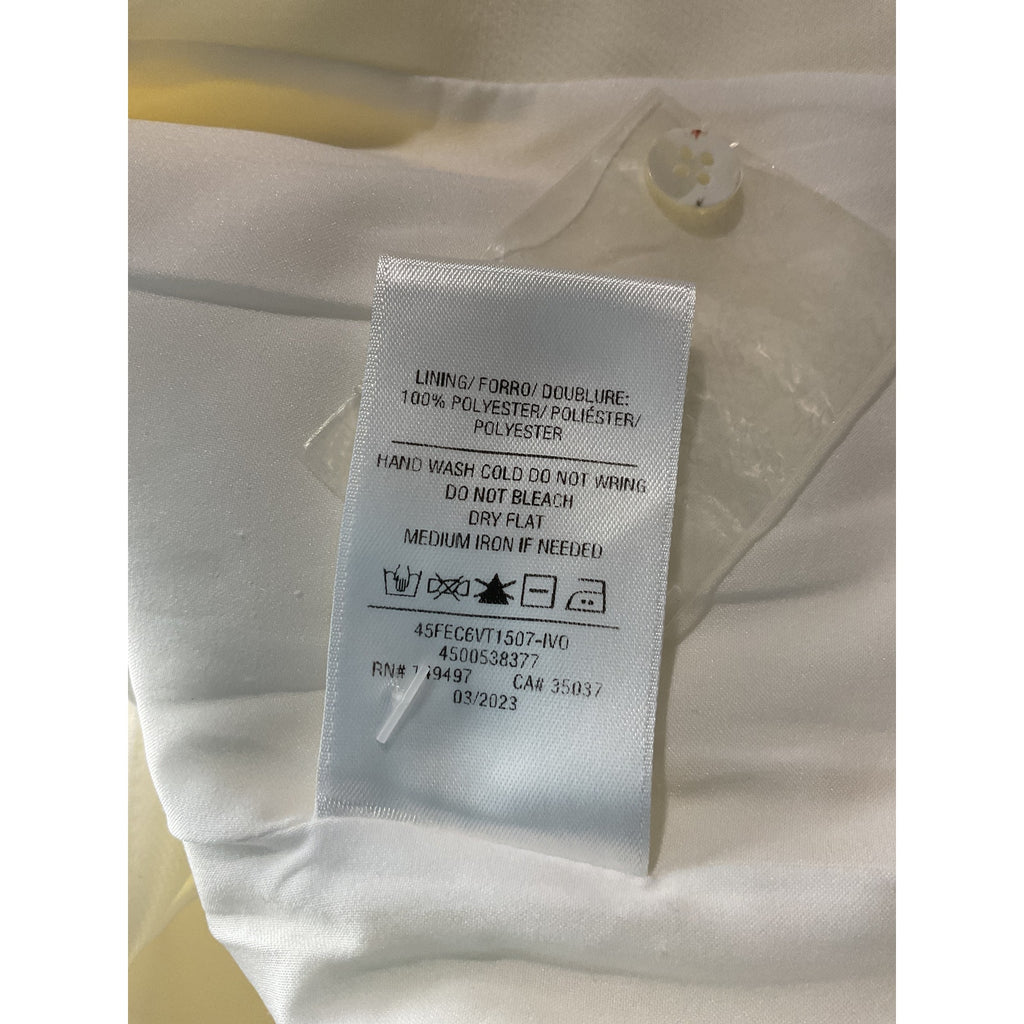 LINING/ FORRO/ DOUBLURE:
100% POLYESTER/ POLIÉSTER/
POLYESTER
HAND WASH COLD DO NOT WRING
DO NOT BLEACH
DRY FLAT
MEDIUM IRON IF NEEDED
45FEC6VT1507-IVO
4500538377
RN# CA# 35037
03/2023